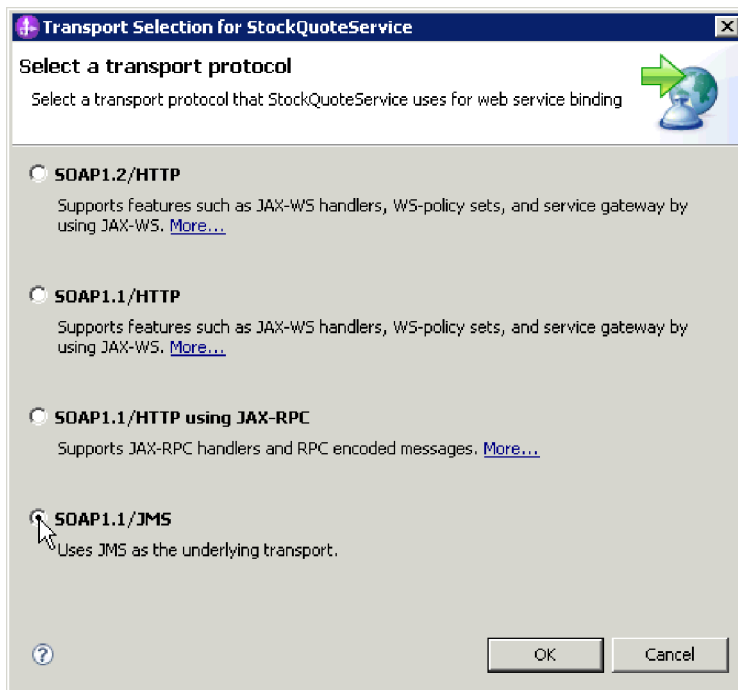 Transport Selection for StockQuoteService
Select a transport protocol
Select a transport protocol that StockQuoteService uses for web service binding
SOAP1.2/HTTP
Supports features such as JAX-WS handlers, WS-policy sets, and service gateway by
using JAX-WS. More...
SOAP1.1/HTTP
Supports features such as JAX-WS handlers, WS-policy sets, and service gateway by
using JAX-WS. More...
SOAP1.1/HTTP using JAX-RPC
Supports JAX-RPC handlers and RPC encoded messages. More...
SOAP1.1/JMS
Uses JMS as the underlying transport.
?
OK Cancel